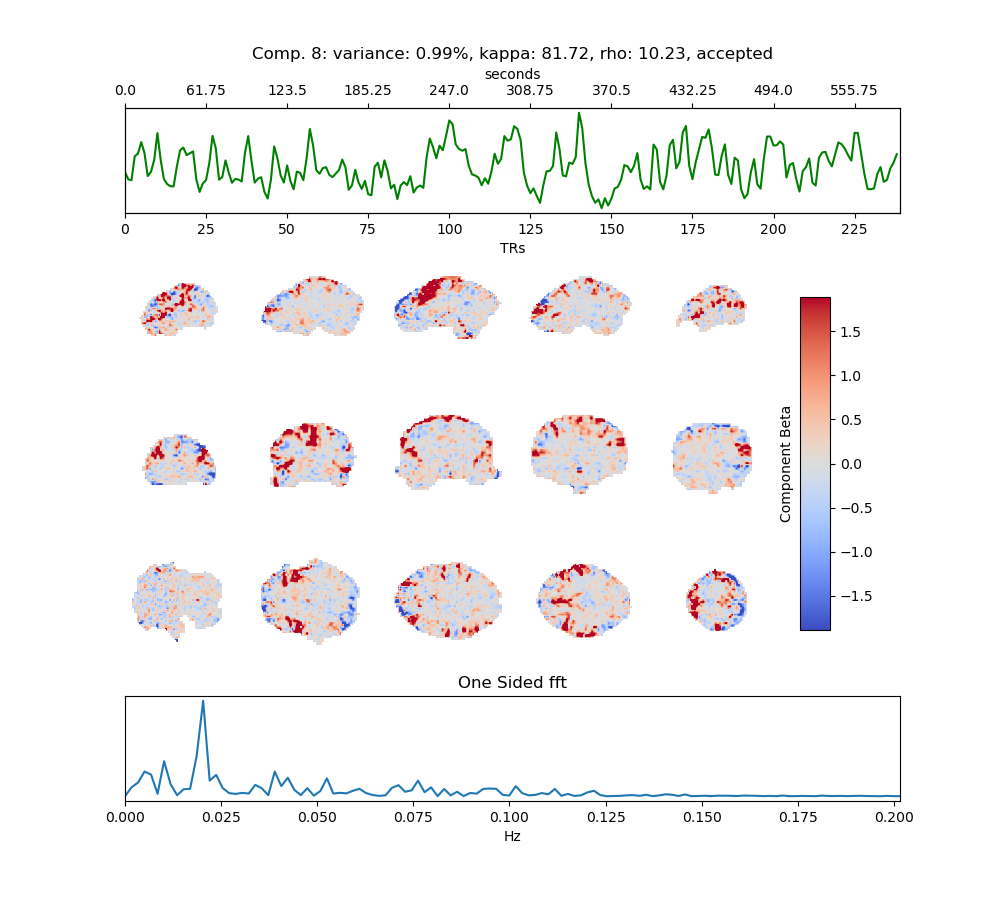 Comp. 8: variance: 0.99%, kappa: 81.72, rho: 10.23, accepted
seconds
0.0 61.75 123.5 185.25 247.0 308.75 370.5 432.25 494.0 555.75
0 25 50 75 100 125 150 175 200 225
TRs
1.5
1.0
0.5
0.0
−0.5
−1.0
−1.5
Component Beta
One Sided fft
0.000 0.025 0.050 0.075 0.100 0.125 0.150 0.175 0.200
Hz